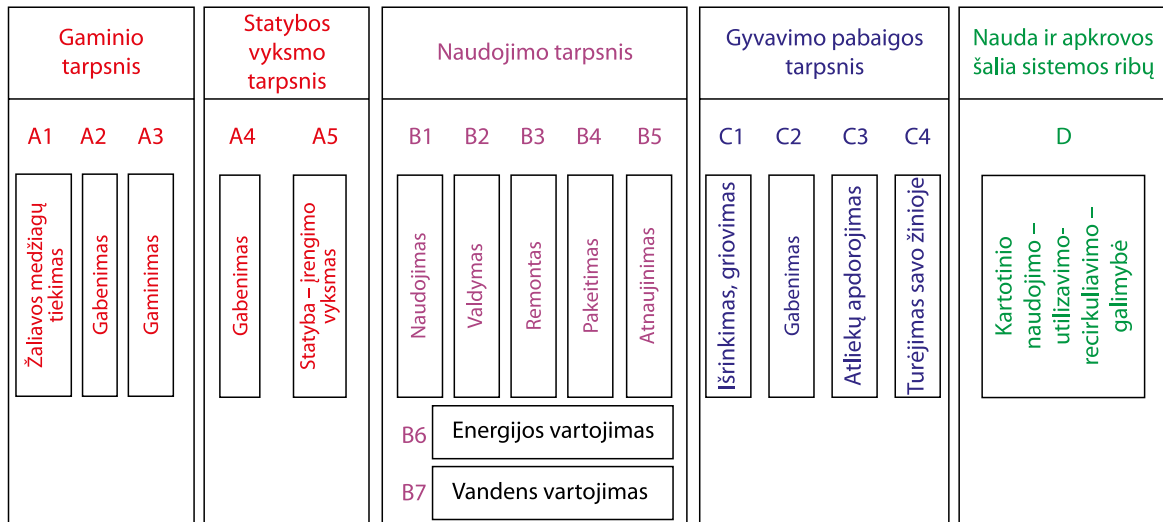 Gaminio
tarpsnis
Statybos
vyksmo
tarpsnis
Naudojimo tarpsnis
Gyvavimo pabaigos
tarpsnis
Nauda ir apkrovos
šalia sistemos ribų
A1 A2 A3
A4 A5
B1 B2 B3 B4 B5
C1 C2 C3 C4
D
Žaliavos medžiagų
tiekimas
Gabenimas
Gaminimas
Gabenimas
Statyba – įrengimo
vyksmas
Naudojimas
Valdymas
Remontas
Pakeitimas
Atnaujinimas
Išrinkimas, griovimas
Gabenimas
Atliekų apdorojimas
Turėjimas savo žinioje
Kartotinio
naudojimo –
utilizavimo-
recirkuliavimo –
galimybė
B6 Energijos vartojimas
B7 Vandens vartojimas